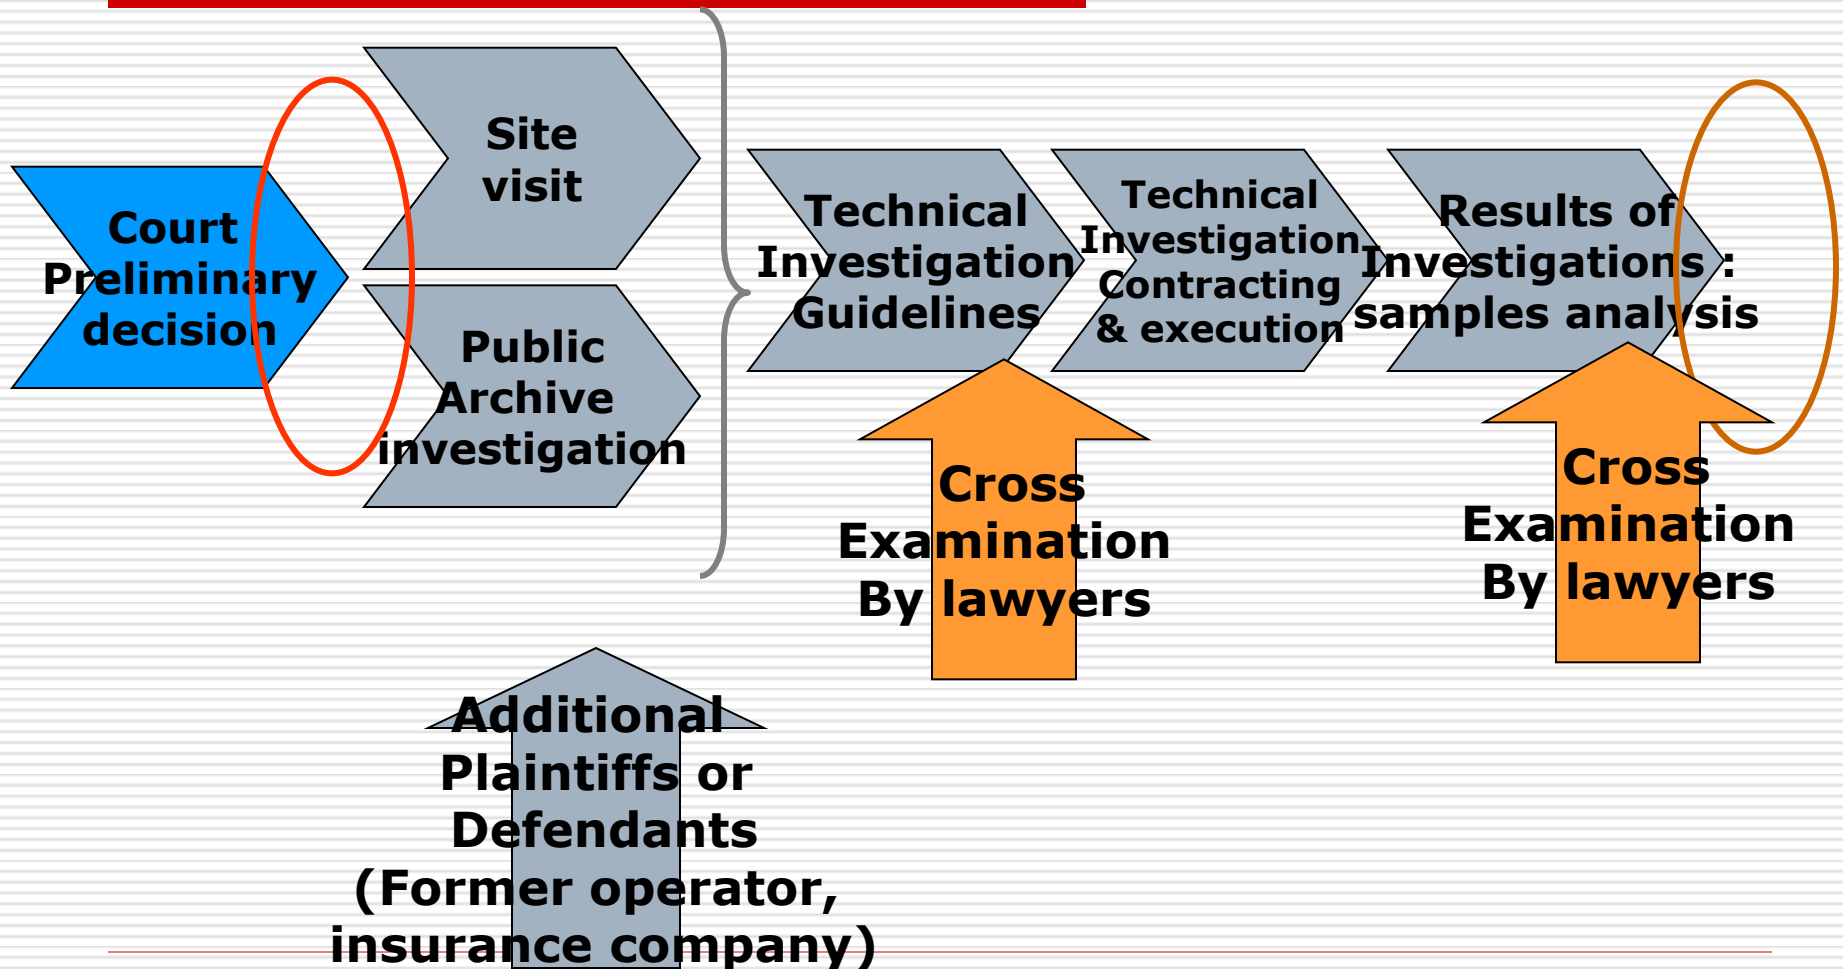 Court
Preliminary
decision
Site
visit
Public
Archive
investigation
Technical
Investigation
Guidelines
Technical
Investigation
Contracting
& execution
Results of
Investigations :
samples analysis
Cross
Examination
By lawyers
Cross
Examination
By lawyers
Additional
Plaintiffs or
Defendants
(Former operator,
insurance company)